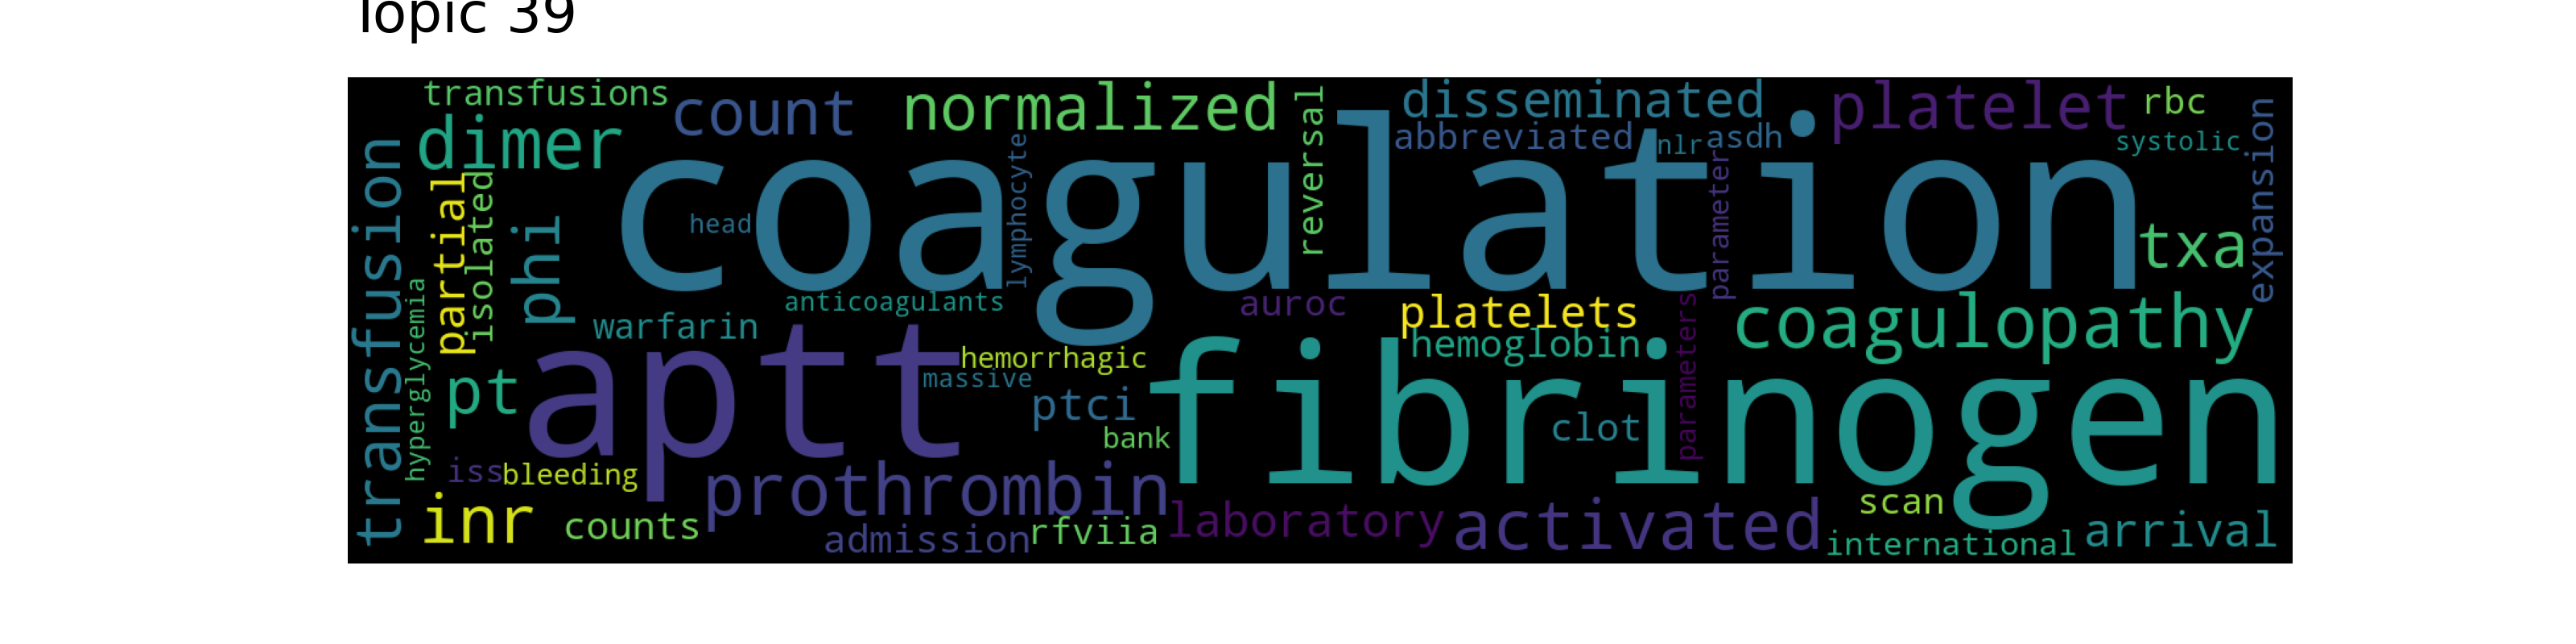 Topic 39
transfusions
count
normalized
reversal
disseminated
platelet
rbc
dimer
abbreviated
nlr
asdh
systolic
expansion
transfusion
partial
isolated
phi
head
coagulation
lymphocyte
parameter
txa
hyperglycemia
warfarin
anticoagulants
auroc
platelets
hemoglobin
parameters
coagulopathy
pt
aptt
hemorrhagic
massive
ptci
bank
fibrinogen
clot
iss
bleeding
prothrombin
inr
counts
admission
rfviia
laboratory
activated
scan
international
arrival